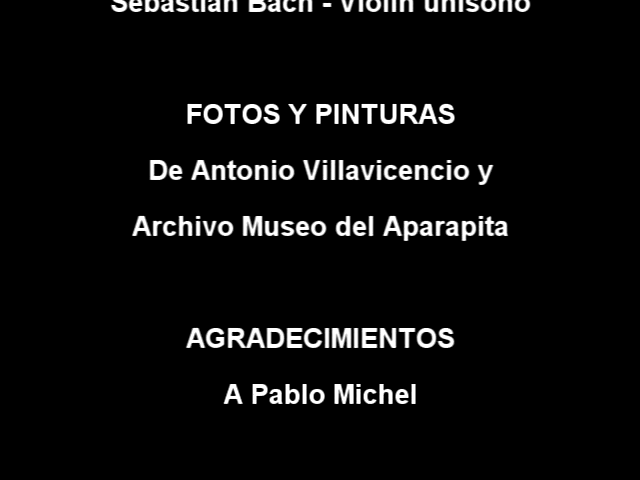 Sebastian Bach - Violin unisono
FOTOS Y PINTURAS
De Antonio Villavicencio y
Archivo Museo del Aparapita
AGRADECIMIENTOS
A Pablo Michel